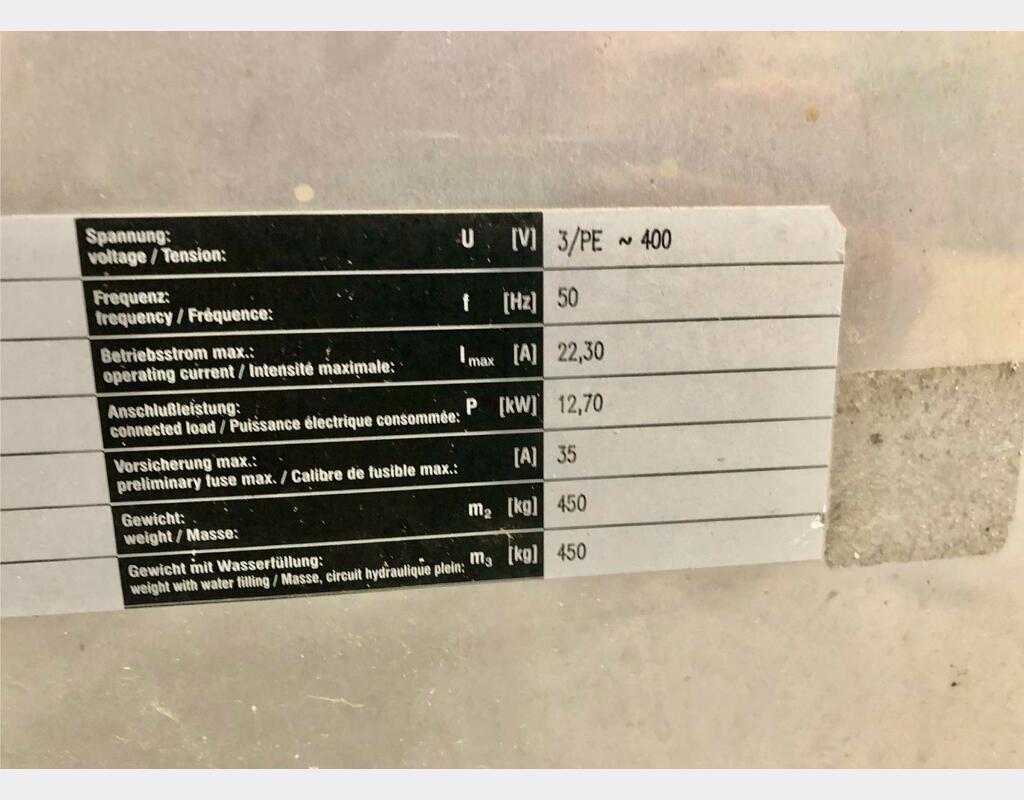 Spannung: U [V] 3/PE ~ 400
voltage / Tension:
Frequenz: f [Hz] 50
frequency / Fréquence:
Betriebsstrom max.: I max [A] 22,30
operating current / Intensité maximale:
Anschlußleistung: P [kW] 12,70
connected load / Puissance électrique consommée:
Vorsicherung max.: [A] 35
preliminary fuse max. / Calibre de fusible max.:
Gewicht: m2 [kg] 450
weight / Masse:
Gewicht mit Wasserfüllung: m3 [kg] 450
weight with water filling / Masse, circuit hydraulique plein: